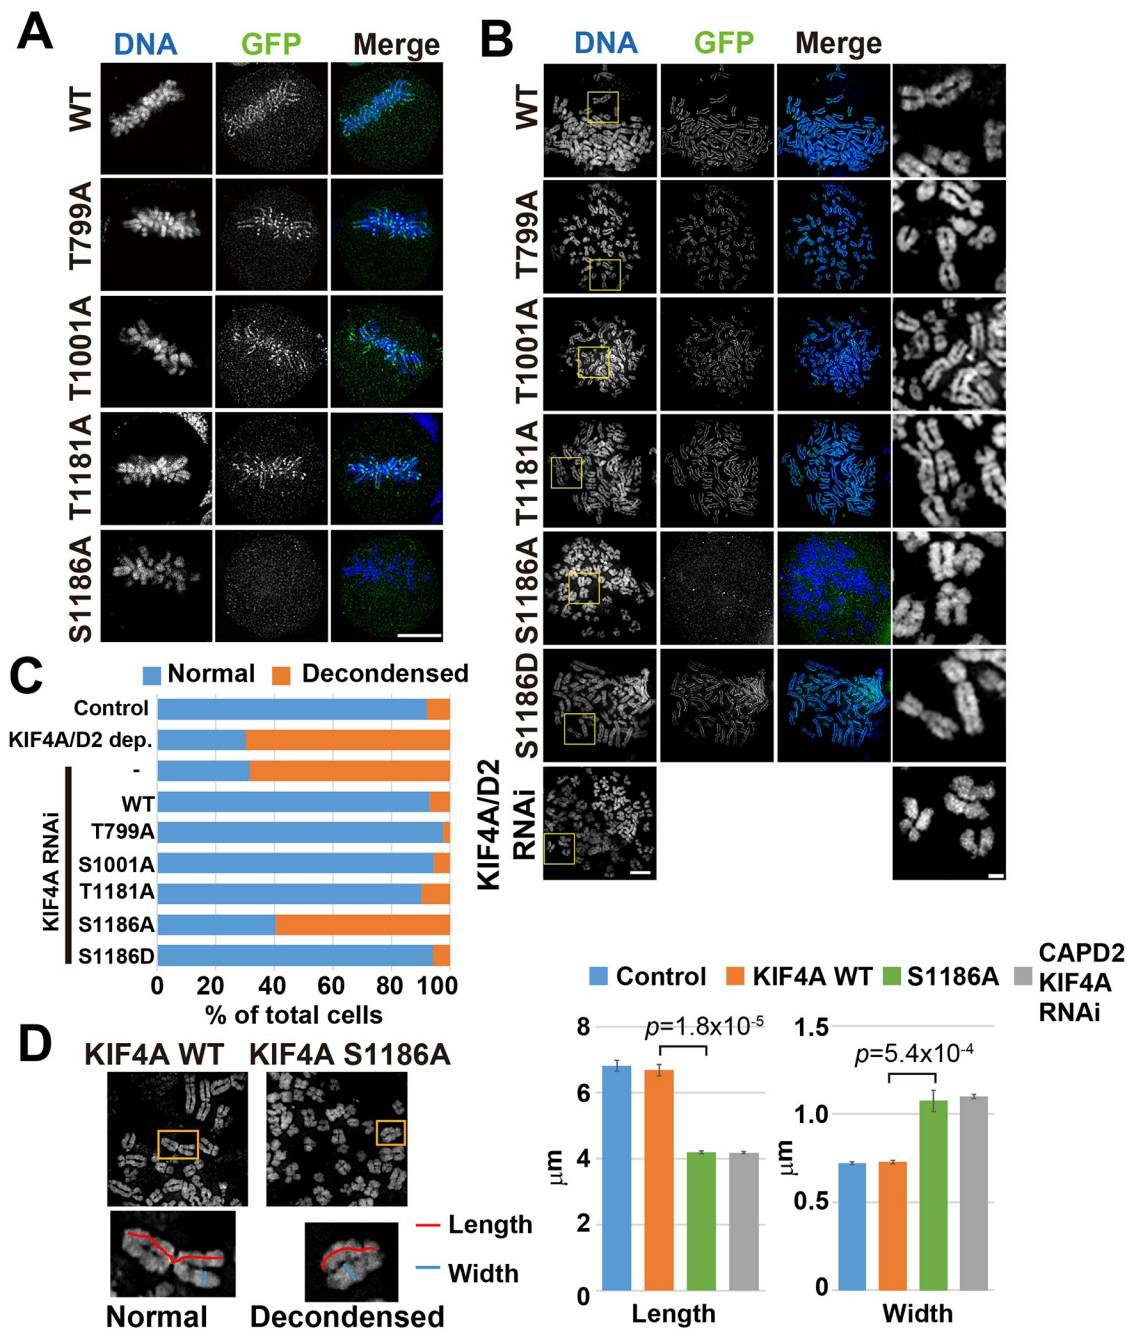 A
DNA
GFP
Merge
WT
T799A
T1001A
T1181A
S1186A
B
DNA
GFP
Merge
WT
T799A
T1001A
T1181A
S1186A
S1186D
KIF4A/D2
RNAi
C
Normal
Decondensed
Control
KIF4A/D2 dep.
-
WT
T799A
S1001A
T1181A
S1186A
S1186D
KIF4A RNAi
0 20 40 60 80 100
% of total cells
D
KIF4A WT
KIF4A S1186A
Length
Width
Normal
Decondensed
Control
KIF4A WT
S1186A
CAPD2
KIF4A
RNAi
8
6
4
2
0
µm
p=1.8x10-5
Length
1.5
1.0
0.5
0
µm
p=5.4x10-4
Width